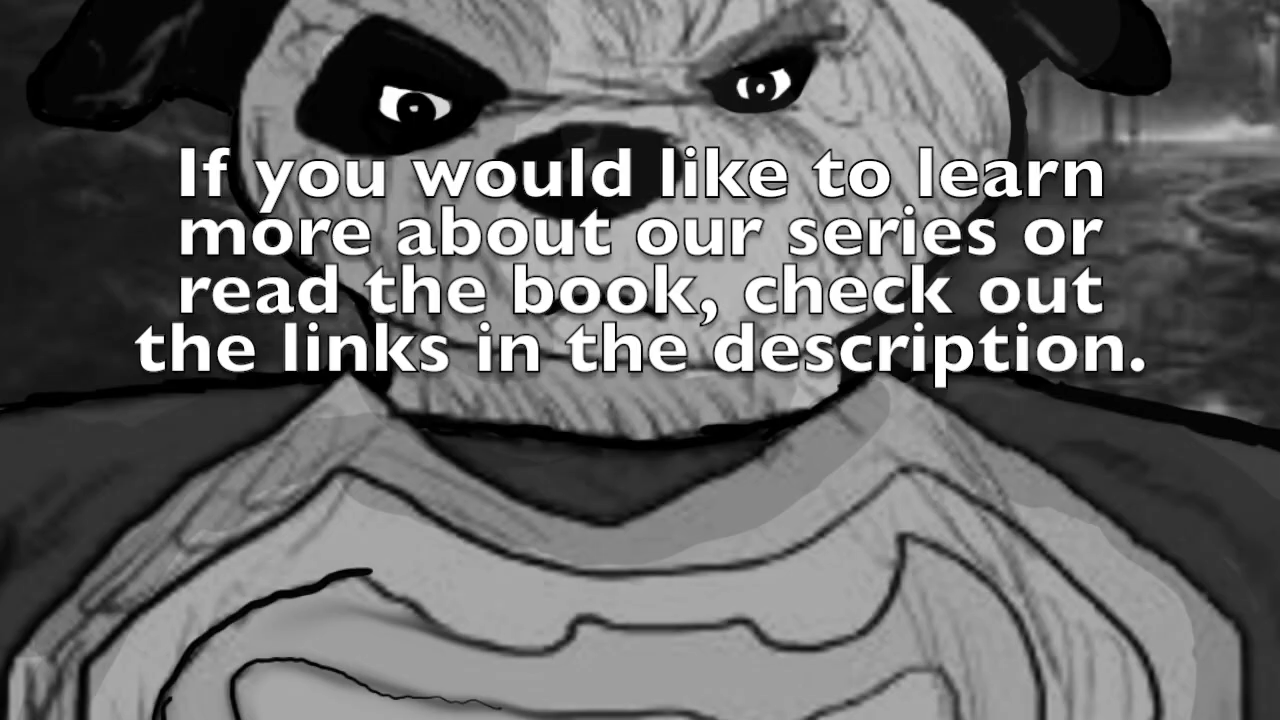 If you would like to learn
more about our series or
read the book, check out
the links in the description.